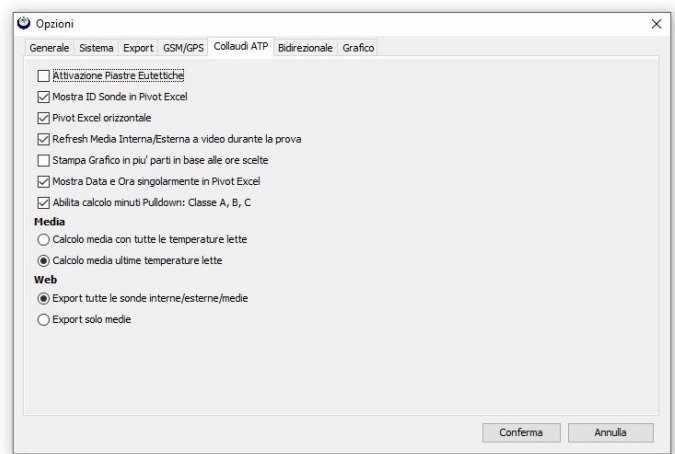 Opzioni
Generale Sistema Export GSM/GPS Collaudi ATP Bidirezionale Grafico
Attivazione Piastre Eutettiche
Mostra ID Sonde in Pivot Excel
Pivot Excel orizzontale
Refresh Media Interna/Esterna a video durante la prova
Stampa Grafico in piu' parti in base alle ore scelte
Mostra Data e Ora singolarmente in Pivot Excel
Abilita calcolo minuti Pulldown: Classe A, B, C
Media
Calcolo media con tutte le temperature lette
Calcolo media ultime temperature lette
Web
Export tutte le sonde interne/esterne/medie
Export solo medie
Conferma Annulla